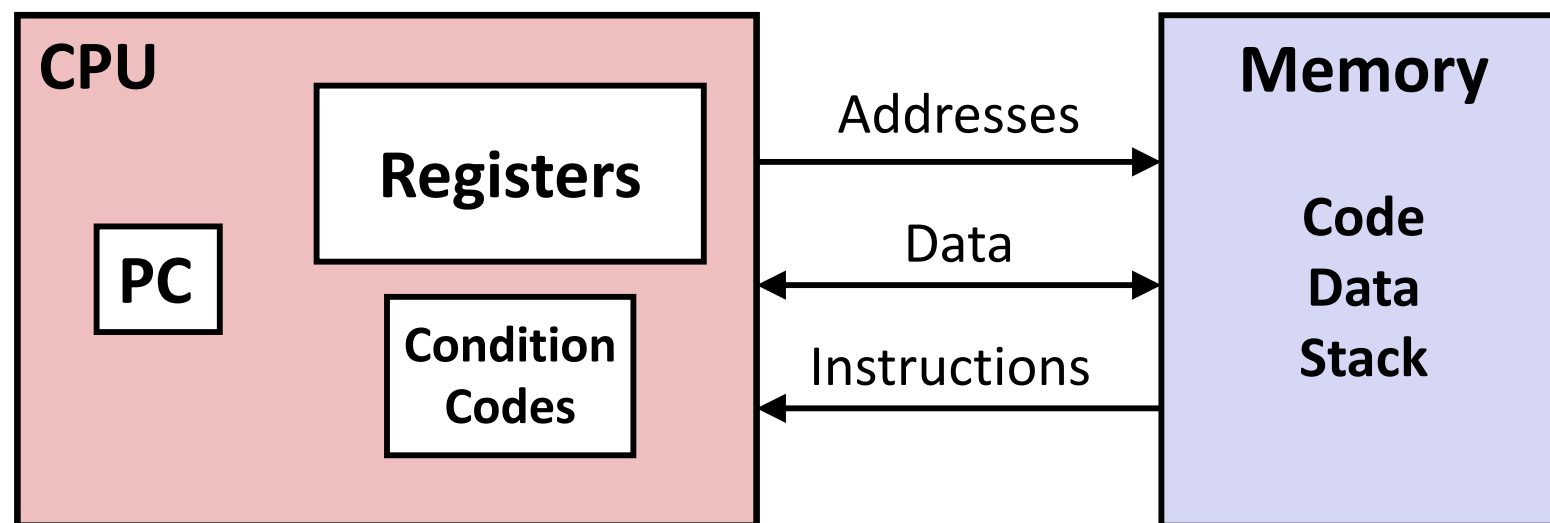 CPU
Registers
PC
Condition
Codes
Addresses
Data
Instructions
Memory
Code
Data
Stack